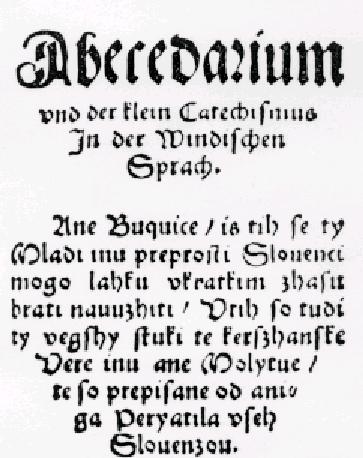 Abecedarium
vnd der klein Catechismus
In der Windischen
Sprach.
Ane Buquice / is tih se ty
Mladi inu preprosti Slouenci
mogo lahku vkratkim zhasu
brati nauuzhiti / Vtih so tudi
ty vegshy stuki te kerszhanske
Vere inu ane Molytue /
te so prepisane od anio
ga Peryatila vseh
Slouenzou.